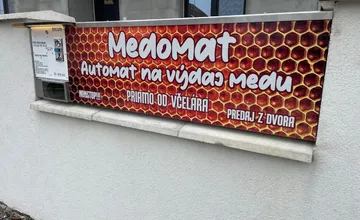 Medomat
Automat na výdaj medu
PRIAMO OD VČELÁRA
PREDAJ Z DVORA